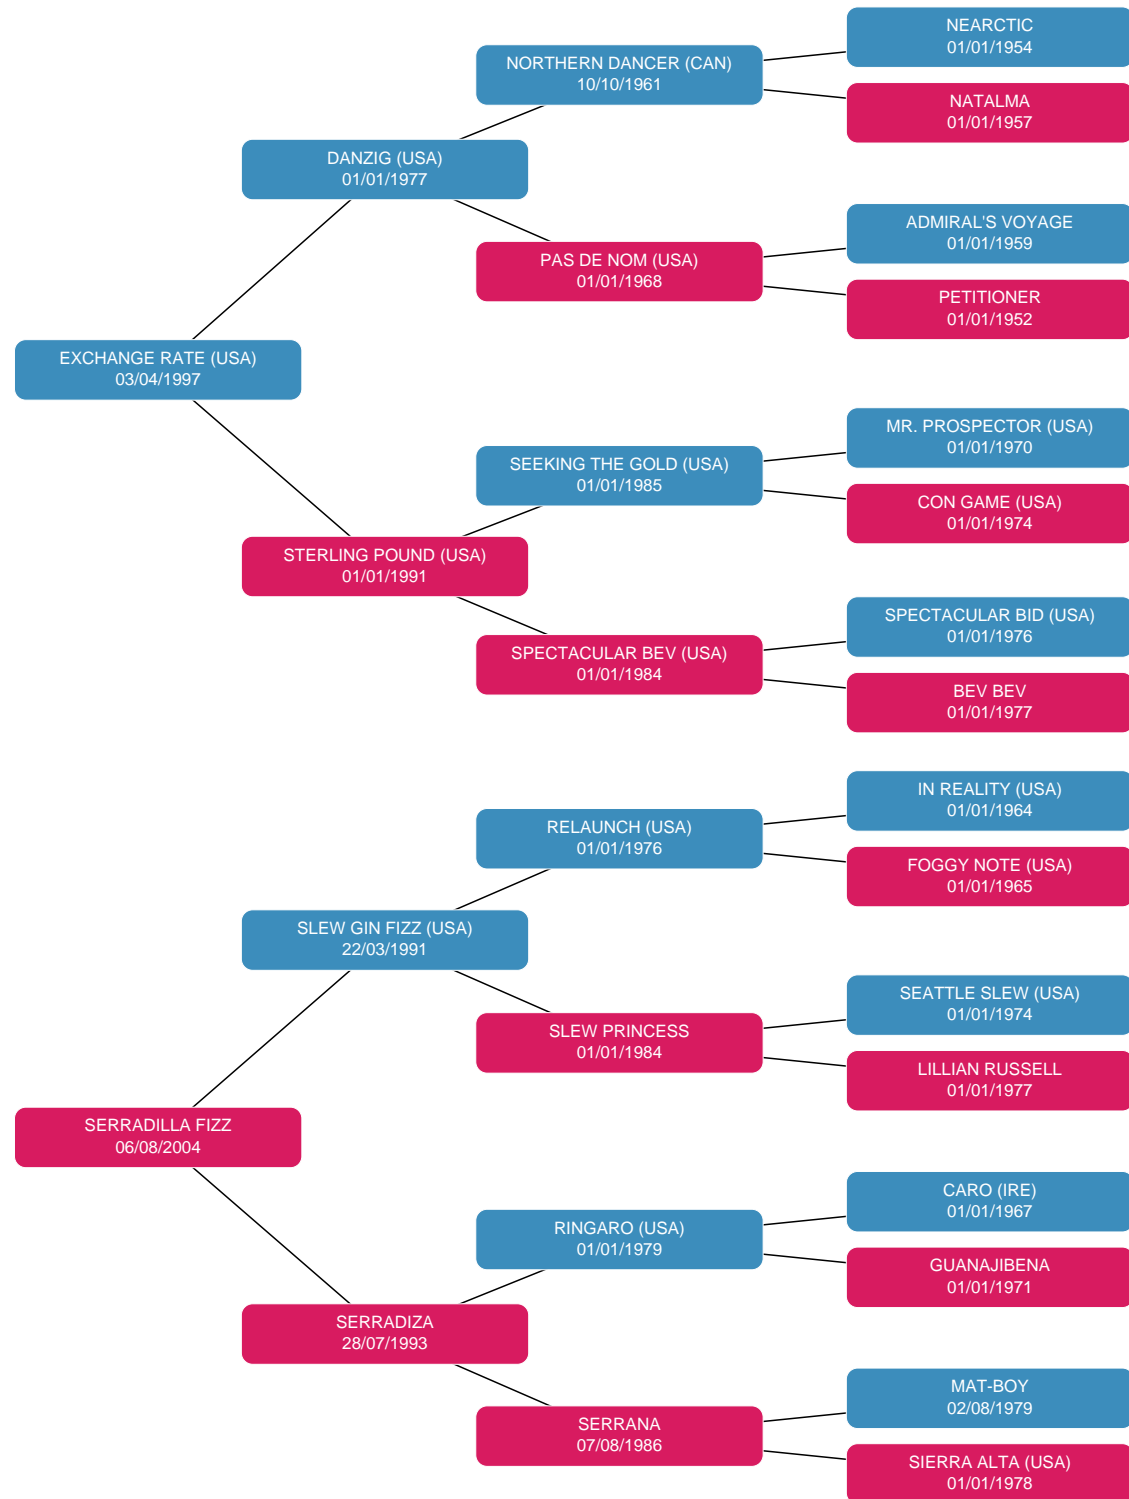 NEARCTIC
01/01/1954
NORTHERN DANCER (CAN)
10/10/1961
NATALMA
01/01/1957
DANZIG (USA)
01/01/1977
ADMIRAL'S VOYAGE
01/01/1959
PAS DE NOM (USA)
01/01/1968
PETITIONER
01/01/1952
EXCHANGE RATE (USA)
03/04/1997
MR. PROSPECTOR (USA)
01/01/1970
SEEKING THE GOLD (USA)
01/01/1985
CON GAME (USA)
01/01/1974
STERLING POUND (USA)
01/01/1991
SPECTACULAR BID (USA)
01/01/1976
SPECTACULAR BEV (USA)
01/01/1984
BEV BEV
01/01/1977
IN REALITY (USA)
01/01/1964
RELAUNCH (USA)
01/01/1976
FOGGY NOTE (USA)
01/01/1965
SLEW GIN FIZZ (USA)
22/03/1991
SEATTLE SLEW (USA)
01/01/1974
SLEW PRINCESS
01/01/1984
LILLIAN RUSSELL
01/01/1977
SERRADILLA FIZZ
06/08/2004
CARO (IRE)
01/01/1967
RINGARO (USA)
01/01/1979
GUANAJIBENA
01/01/1971
SERRADIZA
28/07/1993
MAT-BOY
02/08/1979
SERRANA
07/08/1986
SIERRA ALTA (USA)
01/01/1978